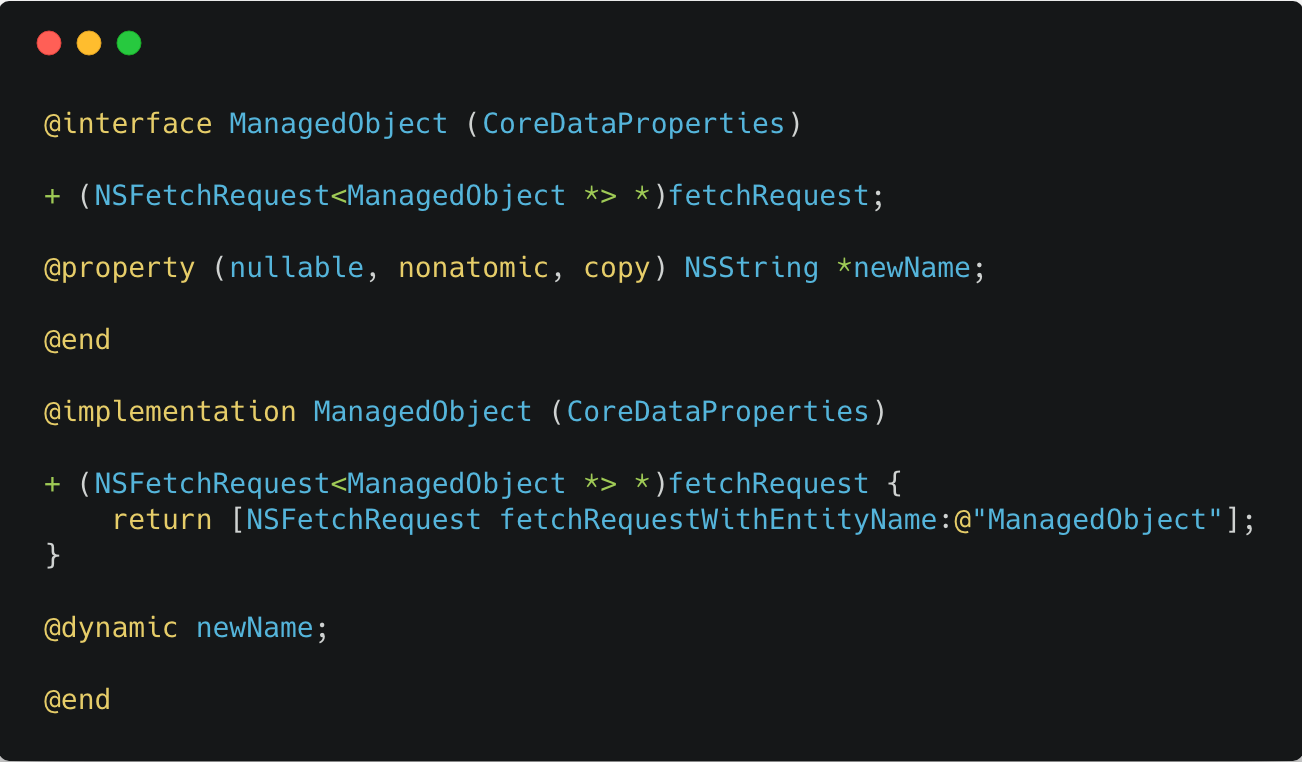 @interface ManagedObject (CoreDataProperties)
+ (NSFetchRequest<ManagedObject *> *)fetchRequest;
@property (nullable, nonatomic, copy) NSString *newName;
@end
@implementation ManagedObject (CoreDataProperties)
+ (NSFetchRequest<ManagedObject *> *)fetchRequest {
    return [NSFetchRequest fetchRequestWithEntityName:@"ManagedObject"];
}
@dynamic newName;
@end